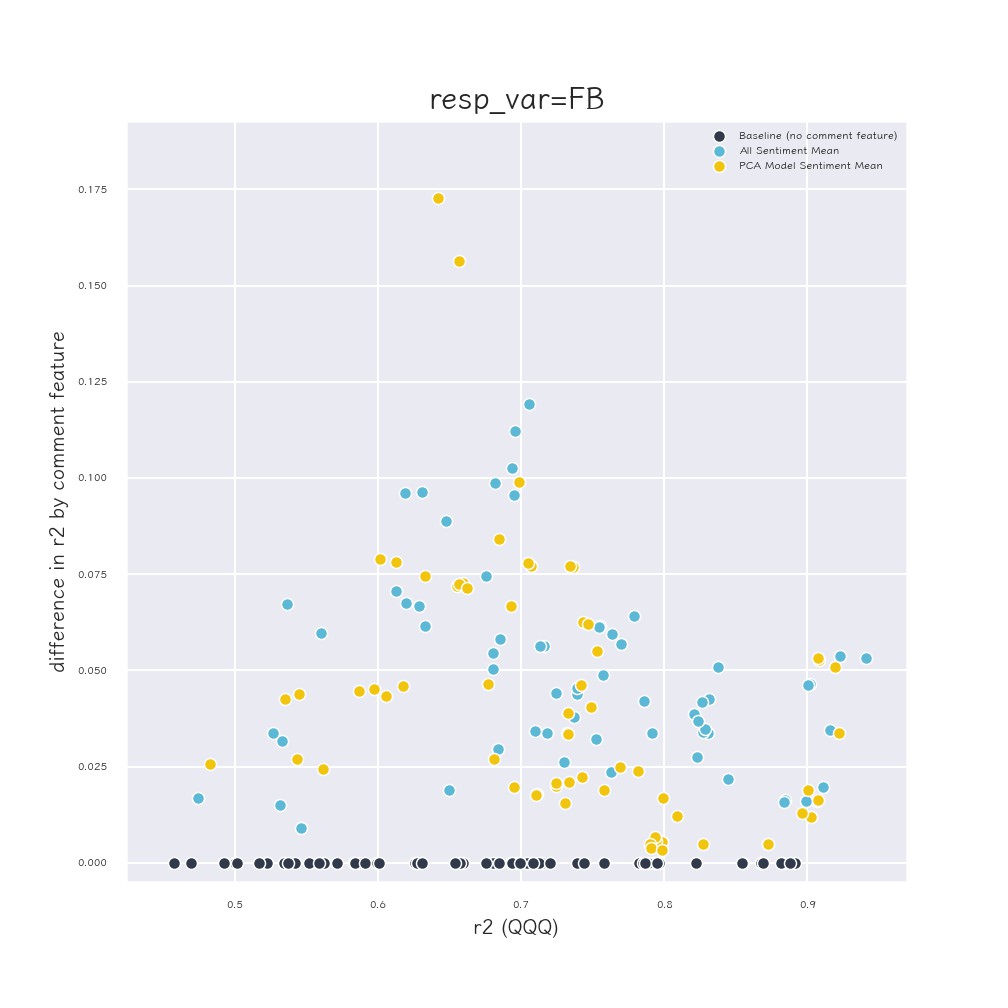 resp_var=FB
Baseline (no comment feature)
All Sentiment Mean
PCA Model Sentiment Mean
0.175
0.150
0.125
0.100
0.075
0.050
0.025
0.000
difference in r2 by comment feature
0.5 0.6 0.7 0.8 0.9
r2 (QQQ)